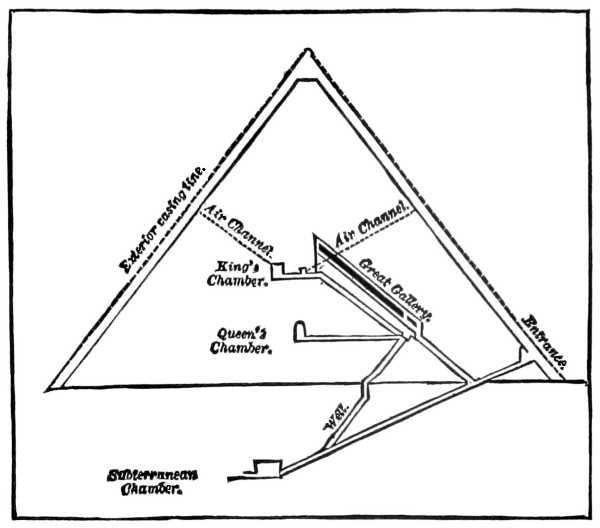 Exterior casing line.
Air Channel.
Air Channel.
King's
Chamber.
Great Gallery.
Queen's
Chamber.
Entrance.
Well.
Subterranean
Chamber.